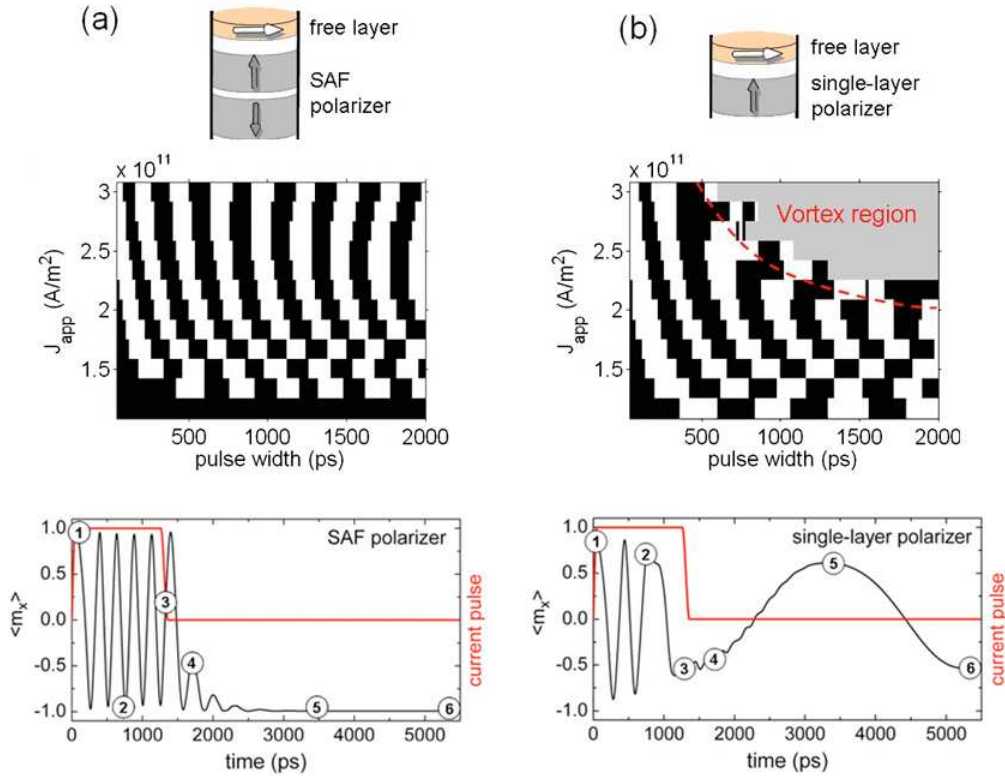 (a)
free layer
SAF
polarizer
x 10^11
3
2.5
2
1.5
J_app (A/m²)
500 1000 1500 2000
pulse width (ps)
(b)
free layer
single-layer
polarizer
x 10^11
3
2.5
2
1.5
J_app (A/m²)
Vortex region
500 1000 1500 2000
pulse width (ps)
1.0
0.5
0.0
-0.5
-1.0
<m_x>
SAF polarizer
1
2
3
4
5
6
current pulse
0 1000 2000 3000 4000 5000
time (ps)
1.0
0.5
0.0
-0.5
-1.0
<m_x>
single-layer polarizer
1
2
3
4
5
6
current pulse
0 1000 2000 3000 4000 5000
time (ps)